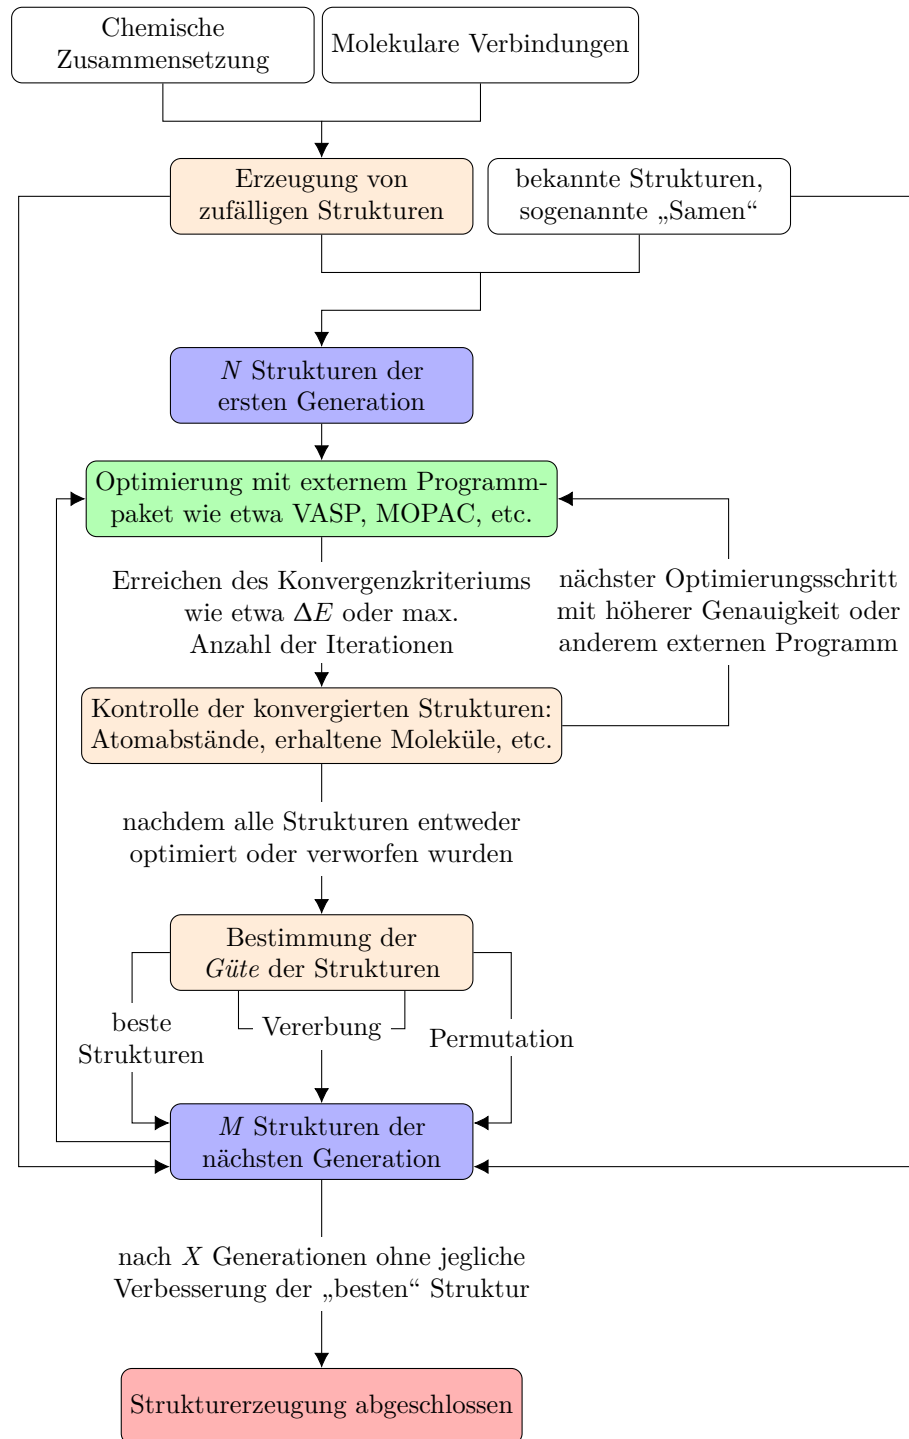 Chemische
Zusammensetzung
Molekulare Verbindungen
Erzeugung von
zufälligen Strukturen
bekannte Strukturen,
sogenannte „Samen“
N Strukturen der
ersten Generation
Optimierung mit externem Programm-
paket wie etwa VASP, MOPAC, etc.
Erreichen des Konvergenzkriteriums
wie etwa ΔE oder max.
Anzahl der Iterationen
nächster Optimierungsschritt
mit höherer Genauigkeit oder
anderem externen Programm
Kontrolle der konvergierten Strukturen:
Atomabstände, erhaltene Moleküle, etc.
nachdem alle Strukturen entweder
optimiert oder verworfen wurden
Bestimmung der
Güte der Strukturen
beste
Strukturen
Vererbung
Permutation
M Strukturen der
nächsten Generation
nach X Generationen ohne jegliche
Verbesserung der „besten“ Struktur
Strukturerzeugung abgeschlossen